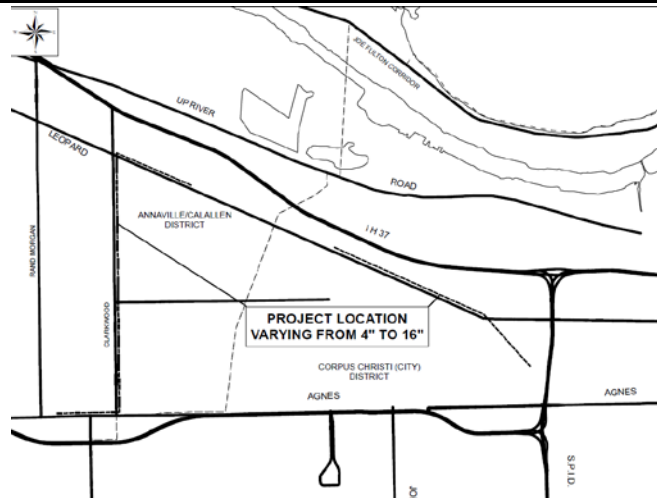 JOE FULTON CORRIDOR
UP RIVER
ROAD
LEOPARD
RAND MORGAN
ANNAVILLE/CALALLEN
DISTRICT
I H 37
CLARKWOOD
PROJECT LOCATION
VARYING FROM 4" TO 16"
CORPUS CHRISTI (CITY)
DISTRICT
AGNES
AGNES
S.P.I.D.
JO